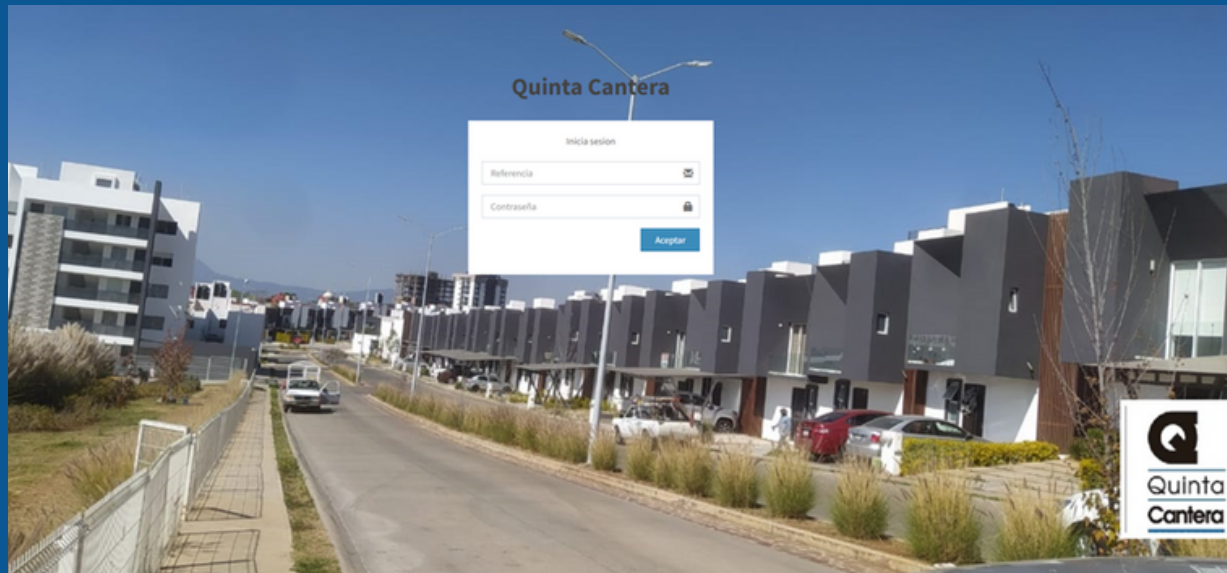 Quinta Cantera
Inicia sesion
Referencia
Contraseña
Aceptar
Quinta
Cantera